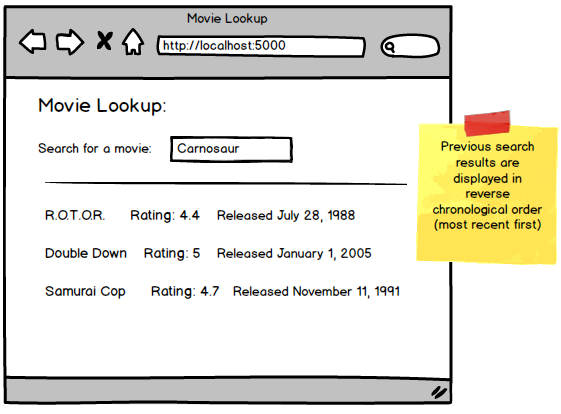 Movie Lookup
http://localhost:5000
Movie Lookup:
Search for a movie: Carnosaur
R.O.T.O.R. Rating: 4.4 Released July 28, 1988
Double Down Rating: 5 Released January 1, 2005
Samurai Cop Rating: 4.7 Released November 11, 1991
Previous search
results are
displayed in
reverse
chronological order
(most recent first)